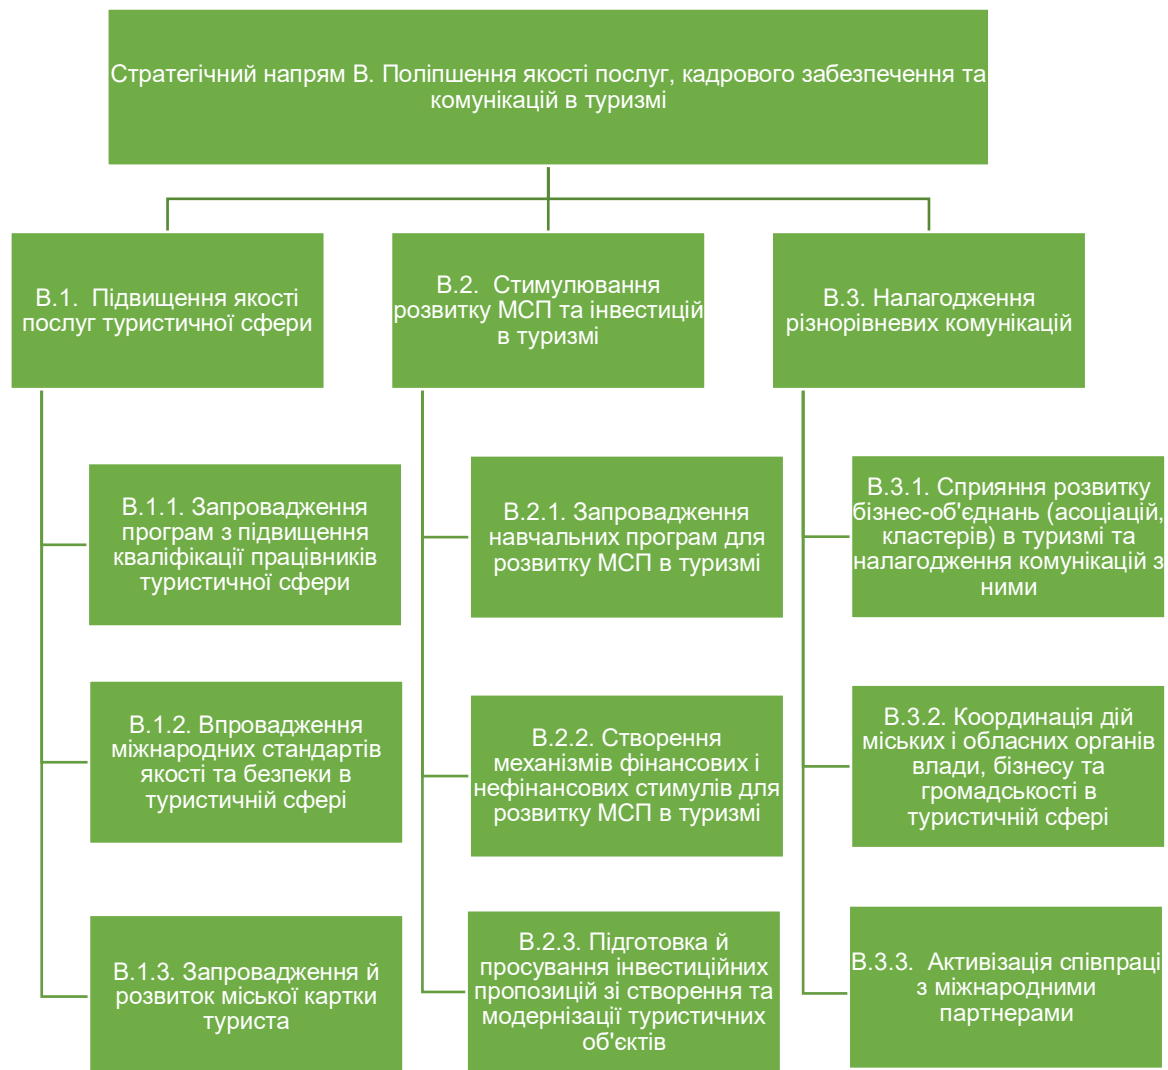 Стратегічний напрям В. Поліпшення якості послуг, кадрового забезпечення та
комунікацій в туризмі
В.1.  Підвищення якості
послуг туристичної сфери
В.1.1. Запровадження
програм з підвищення
кваліфікації працівників
туристичної сфери
В.1.2. Впровадження
міжнародних стандартів
якості та безпеки в
туристичній сфері
В.1.3. Запровадження й
розвиток міської картки
туриста
В.2.  Стимулювання
розвитку МСП та інвестицій
в туризмі
В.2.1. Запровадження
навчальних програм для
розвитку МСП в туризмі
В.2.2. Створення
механізмів фінансових і
нефінансових стимулів для
розвитку МСП в туризмі
В.2.3. Підготовка й
просування інвестиційних
пропозицій зі створення та
модернізації туристичних
об'єктів
В.3. Налагодження
різнорівневих комунікацій
В.3.1. Сприяння розвитку
бізнес-об'єднань (асоціацій,
кластерів) в туризмі та
налагодження комунікацій з
ними
В.3.2. Координація дій
міських і обласних органів
влади, бізнесу та
громадськості в
туристичній сфері
В.3.3.  Активізація співпраці
з міжнародними
партнерами